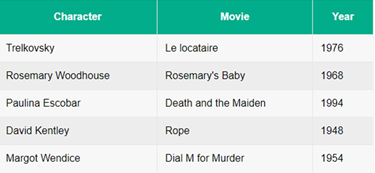 Character Movie Year
Trelkovsky Le locataire 1976
Rosemary Woodhouse Rosemary's Baby 1968
Paulina Escobar Death and the Maiden 1994
David Kentley Rope 1948
Margot Wendice Dial M for Murder 1954